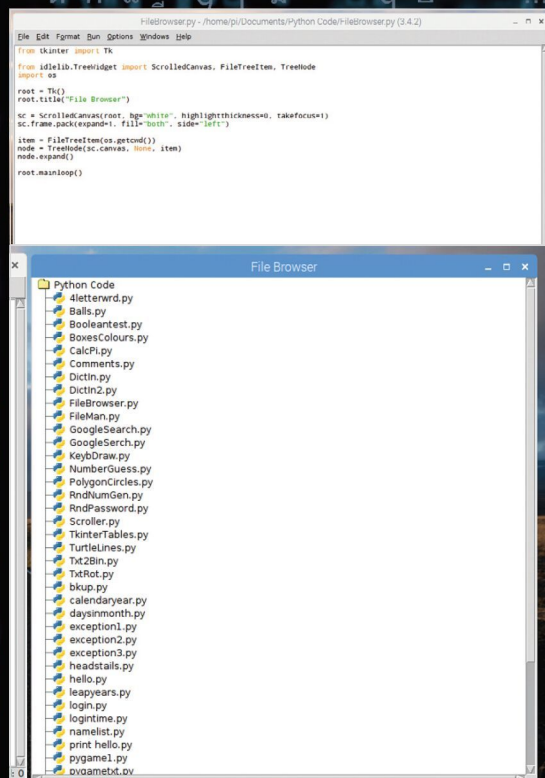 FileBrowser.py - /home/pi/Documents/Python Code/FileBrowser.py (3.4.2)
File Edit Format Run Options Windows Help
from tkinter import Tk
from idlelib.TreeWidget import ScrolledCanvas, FileTreeItem, TreeNode
import os
root = Tk()
root.title("File Browser")
sc = ScrolledCanvas(root, bg="white", highlightthickness=0, takefocus=1)
sc.frame.pack(expand=1, fill="both", side="left")
item = FileTreeItem(os.getcwd())
node = TreeNode(sc.canvas, None, item)
node.expand()
root.mainloop()
File Browser
Python Code
4letterwrd.py
Balls.py
Booleantest.py
BoxesColours.py
CalcPi.py
Comments.py
DictIn.py
DictIn2.py
FileBrowser.py
FileMan.py
GoogleSearch.py
GoogleSerch.py
KeybDraw.py
NumberGuess.py
PolygonCircles.py
RndNumGen.py
RndPassword.py
Scroller.py
TkinterTables.py
TurtleLines.py
Txt2Bin.py
TxtRot.py
bkup.py
calendaryear.py
daysinmonth.py
exception1.py
exception2.py
exception3.py
headstails.py
hello.py
leapyears.py
login.py
logintime.py
namelist.py
print hello.py
pygame1.py
pygametxt.py
: 0